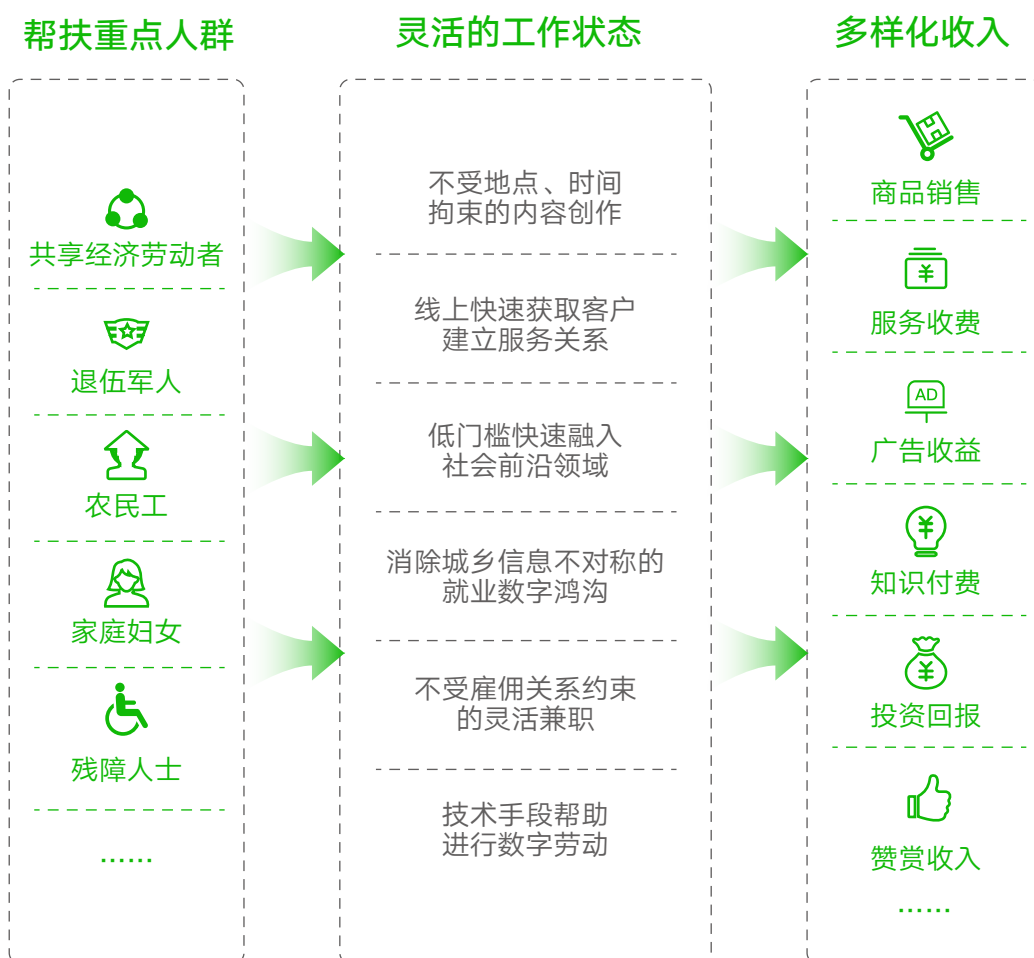 帮扶重点人群
共享经济劳动者
退伍军人
农民工
家庭妇女
残障人士
……
灵活的工作状态
不受地点、时间
拘束的内容创作
线上快速获取客户
建立服务关系
低门槛快速融入
社会前沿领域
消除城乡信息不对称的
就业数字鸿沟
不受雇佣关系约束
的灵活兼职
技术手段帮助
进行数字劳动
多样化收入
商品销售
¥
服务收费
AD
广告收益
¥
知识付费
¥
投资回报
赞赏收入
……